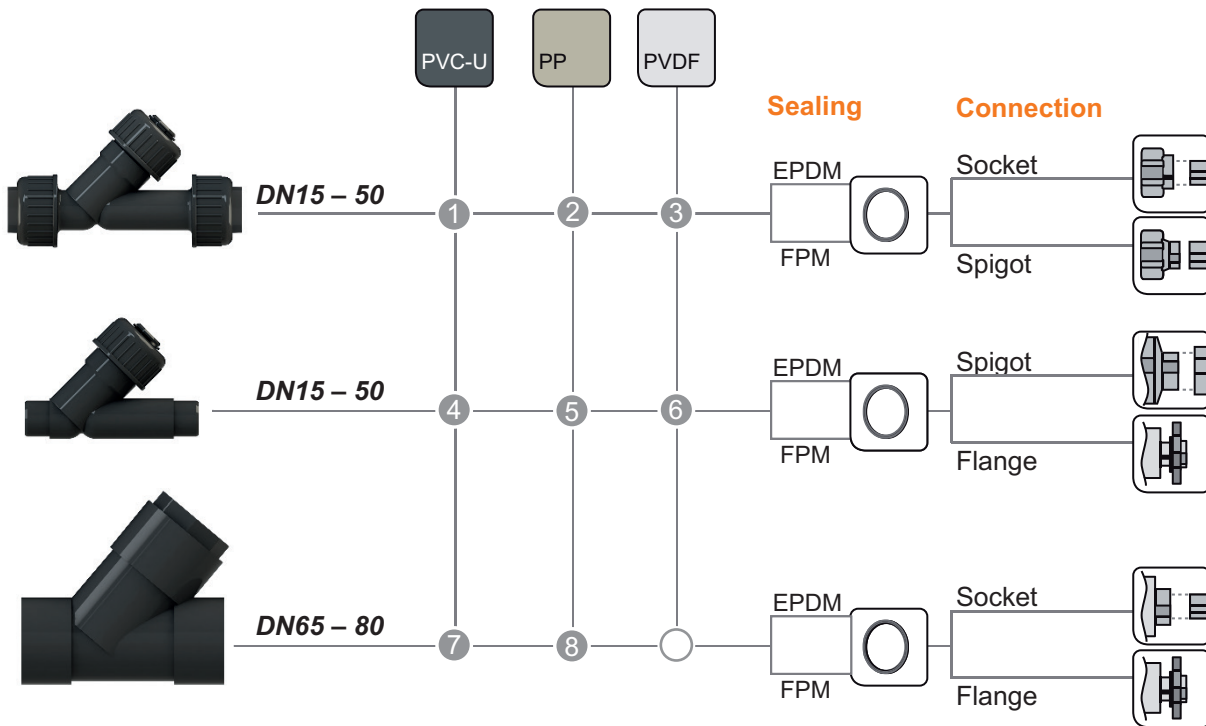 PVC-U PP PVDF
Sealing Connection
DN15 – 50 1 2 3 EPDM FPM Socket Spigot
DN15 – 50 4 5 6 EPDM FPM Spigot Flange
DN65 – 80 7 8 EPDM FPM Socket Flange